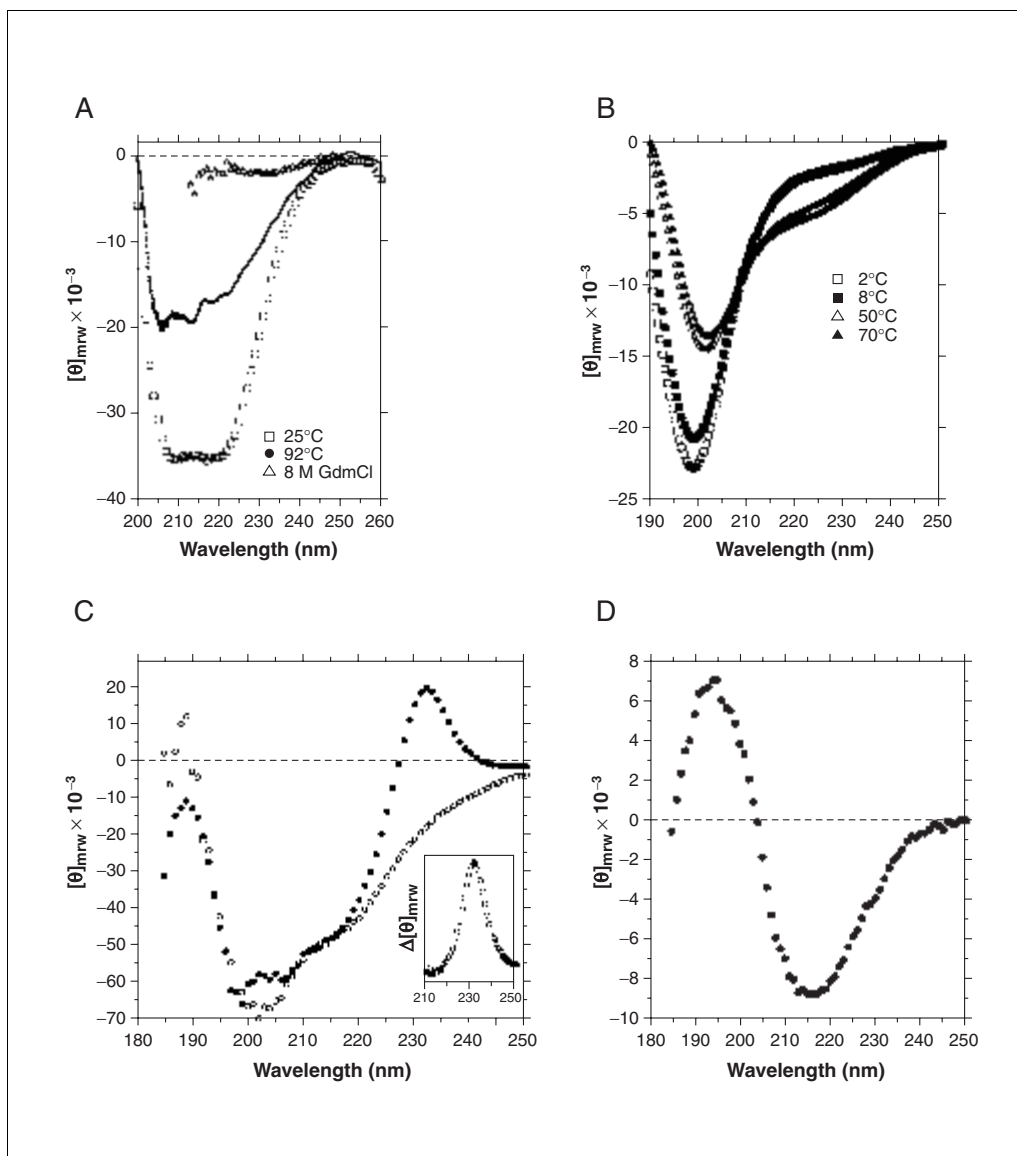 A
0
−10
−20
−30
−40
200 210 220 230 240 250 260
[θ]mrw × 10−3
Wavelength (nm)
25°C
92°C
8 M GdmCl
B
0
−5
−10
−15
−20
−25
190 200 210 220 230 240 250
[θ]mrw × 10−3
Wavelength (nm)
2°C
8°C
50°C
70°C
C
20
10
0
−10
−20
−30
−40
−50
−60
−70
180 190 200 210 220 230 240 250
[θ]mrw × 10−3
Wavelength (nm)
Δ[θ]mrw
210 230 250
D
8
6
4
2
0
−2
−4
−6
−8
−10
180 190 200 210 220 230 240 250
[θ]mrw × 10−3
Wavelength (nm)